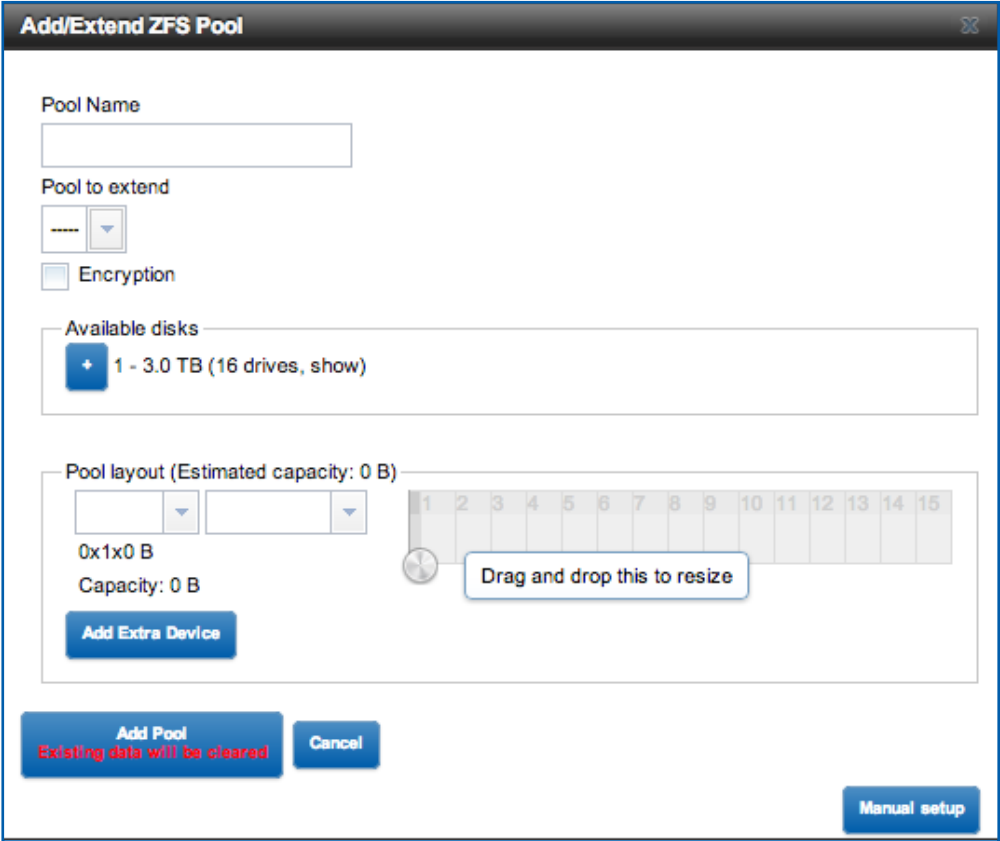 Add/Extend ZFS Pool
Pool Name
Pool to extend
-----
Encryption
Available disks
+ 1 - 3.0 TB (16 drives, show)
Pool layout (Estimated capacity: 0 B)
1 2 3 4 5 6 7 8 9 10 11 12 13 14 15
0x1x0 B
Drag and drop this to resize
Capacity: 0 B
Add Extra Device
Add Pool
Existing data will be cleared
Cancel
Manual setup